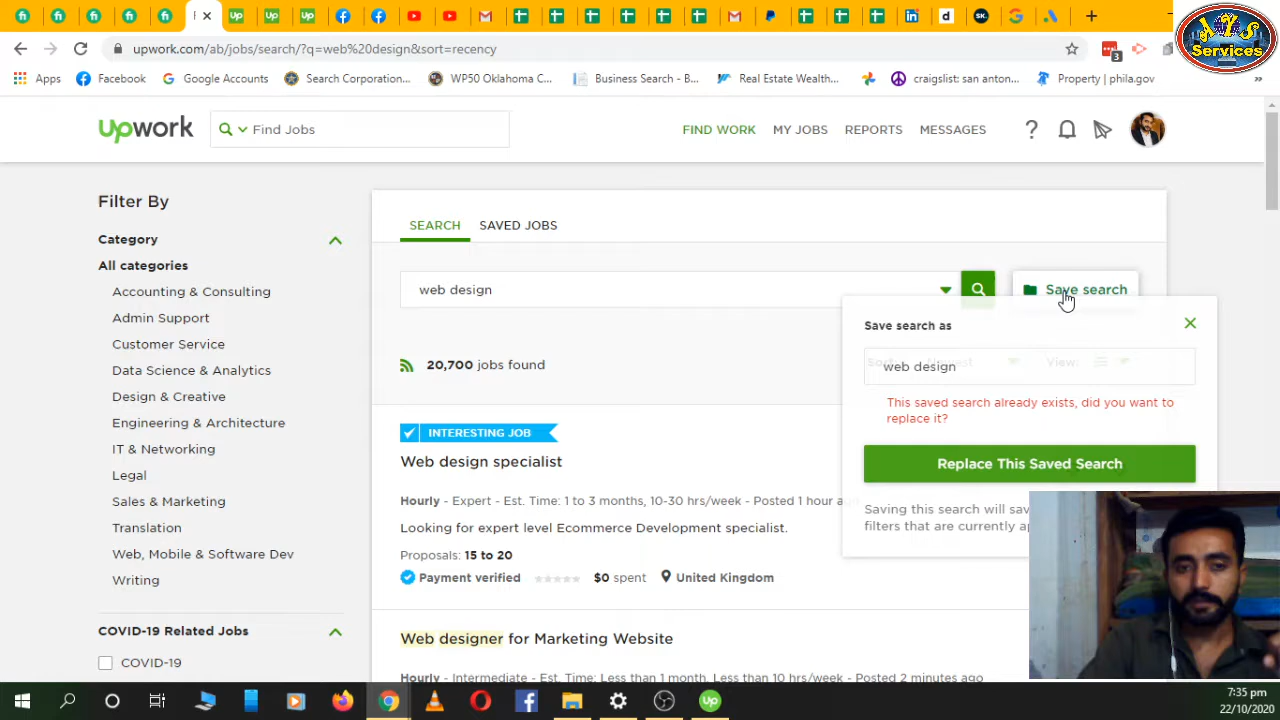 upwork.com/ab/jobs/search/?q=web%20design&sort=recency
AYS
Services
3
Apps
Facebook
Google Accounts
Search Corporation...
WP50 Oklahoma C...
Business Search - B...
Real Estate Wealth...
craigslist: san anton...
Property | phila.gov
upwork
Find Jobs
FIND WORK
MY JOBS
REPORTS
MESSAGES
Filter By
Category
All categories
Accounting & Consulting
Admin Support
Customer Service
Data Science & Analytics
Design & Creative
Engineering & Architecture
IT & Networking
Legal
Sales & Marketing
Translation
Web, Mobile & Software Dev
Writing
COVID-19 Related Jobs
COVID-19
SEARCH
SAVED JOBS
web design
Save search
20,700 jobs found
Sort: Newest
View:
Save search as
web design
This saved search already exists, did you want to
replace it?
Replace This Saved Search
Saving this search will sav
filters that are currently ap
INTERESTING JOB
Web design specialist
Hourly - Expert - Est. Time: 1 to 3 months, 10-30 hrs/week - Posted 1 hour a
Looking for expert level Ecommerce Development specialist.
Proposals: 15 to 20
Payment verified
$0 spent
United Kingdom
Web designer for Marketing Website
Hourly - Intermediate - Est. Time: Less than 1 month, Less than 10 hrs/week - Posted 2 minutes ago
7:35 pm
22/10/2020